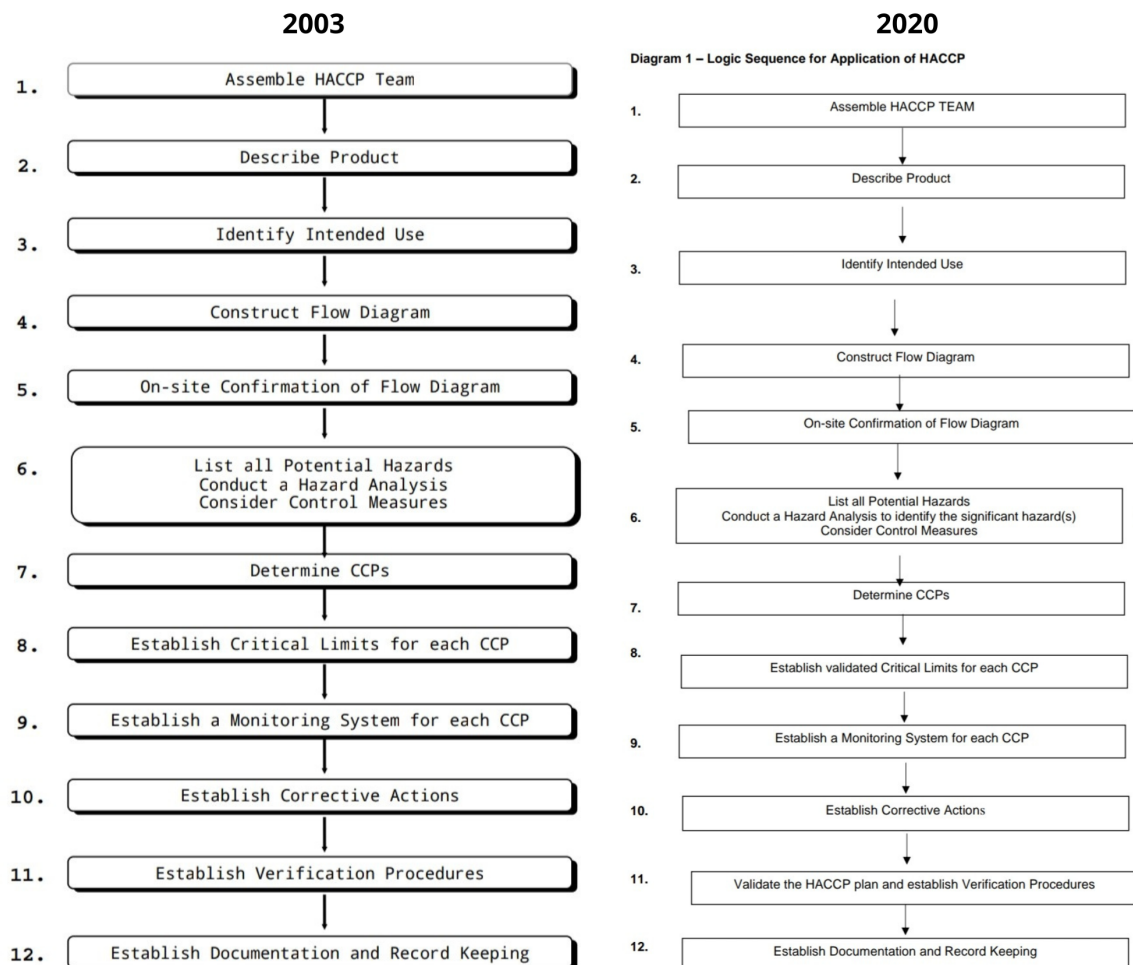 2003
1.
Assemble HACCP Team
2.
Describe Product
3.
Identify Intended Use
4.
Construct Flow Diagram
5.
On-site Confirmation of Flow Diagram
6.
List all Potential Hazards
Conduct a Hazard Analysis
Consider Control Measures
7.
Determine CCPs
8.
Establish Critical Limits for each CCP
9.
Establish a Monitoring System for each CCP
10.
Establish Corrective Actions
11.
Establish Verification Procedures
12.
Establish Documentation and Record Keeping
2020
Diagram 1 – Logic Sequence for Application of HACCP
1.
Assemble HACCP TEAM
2.
Describe Product
3.
Identify Intended Use
4.
Construct Flow Diagram
5.
On-site Confirmation of Flow Diagram
6.
List all Potential Hazards
Conduct a Hazard Analysis to identify the significant hazard(s)
Consider Control Measures
7.
Determine CCPs
8.
Establish validated Critical Limits for each CCP
9.
Establish a Monitoring System for each CCP
10.
Establish Corrective Actions
11.
Validate the HACCP plan and establish Verification Procedures
12.
Establish Documentation and Record Keeping